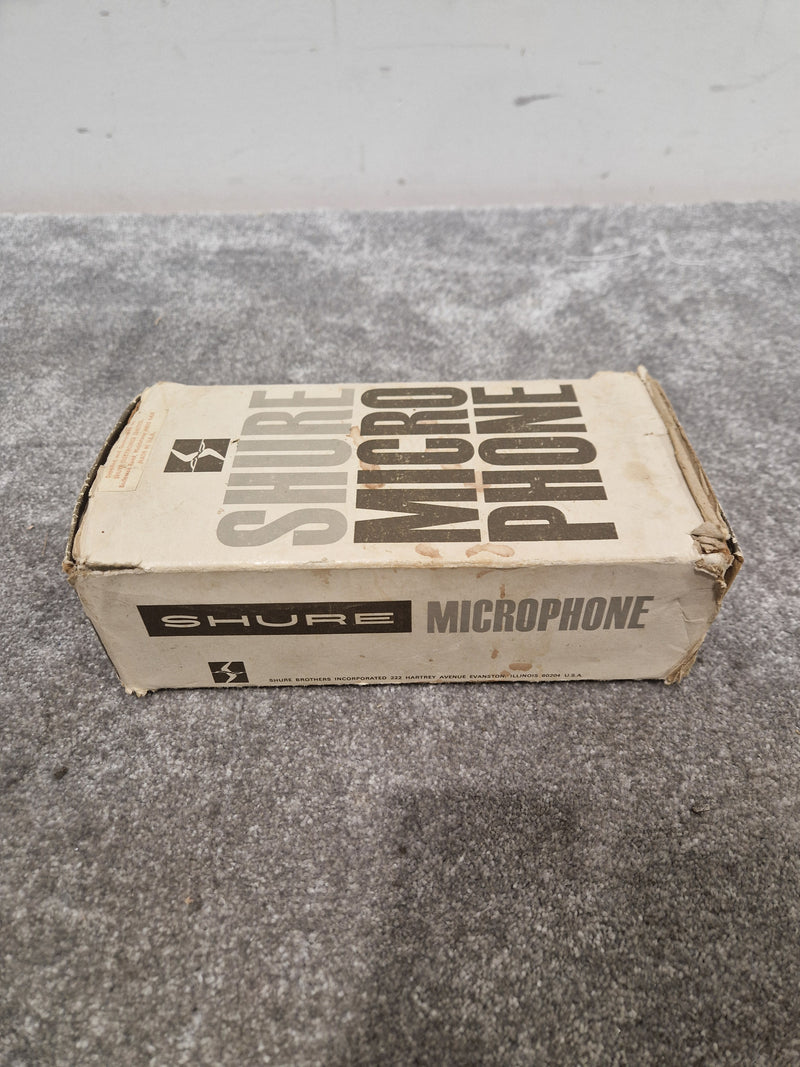 SHURE
MICRO
PHONE
SHURE MICROPHONE
SHURE BROTHERS INCORPORATED 222 HARTREY AVENUE EVANSTON, ILLINOIS 60204 U.S.A.